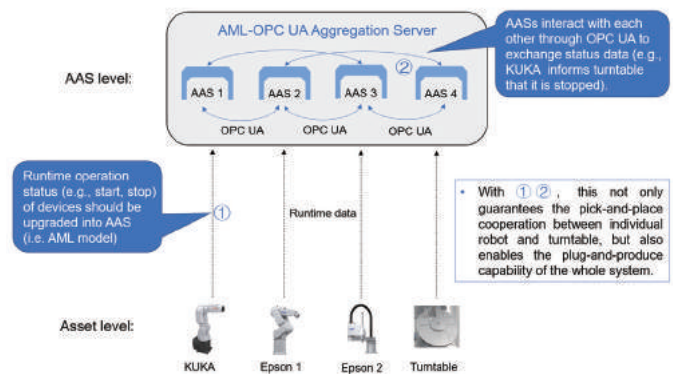 AML-OPC UA Aggregation Server
AASs interact with each
other through OPC UA to
exchange status data (e.g.,
KUKA informs turntable
that it is stopped).
AAS level:
②
AAS 1
AAS 2
AAS 3
AAS 4
OPC UA
OPC UA
OPC UA
Runtime operation
status (e.g., start, stop)
of devices should be
upgraded into AAS
(i.e. AML model)
①
Runtime data
• With ① ②, this not only
guarantees the pick-and-place
cooperation between individual
robot and turntable, but also
enables the plug-and-produce
capability of the whole system.
Asset level:
KUKA
Epson 1
Epson 2
Turntable